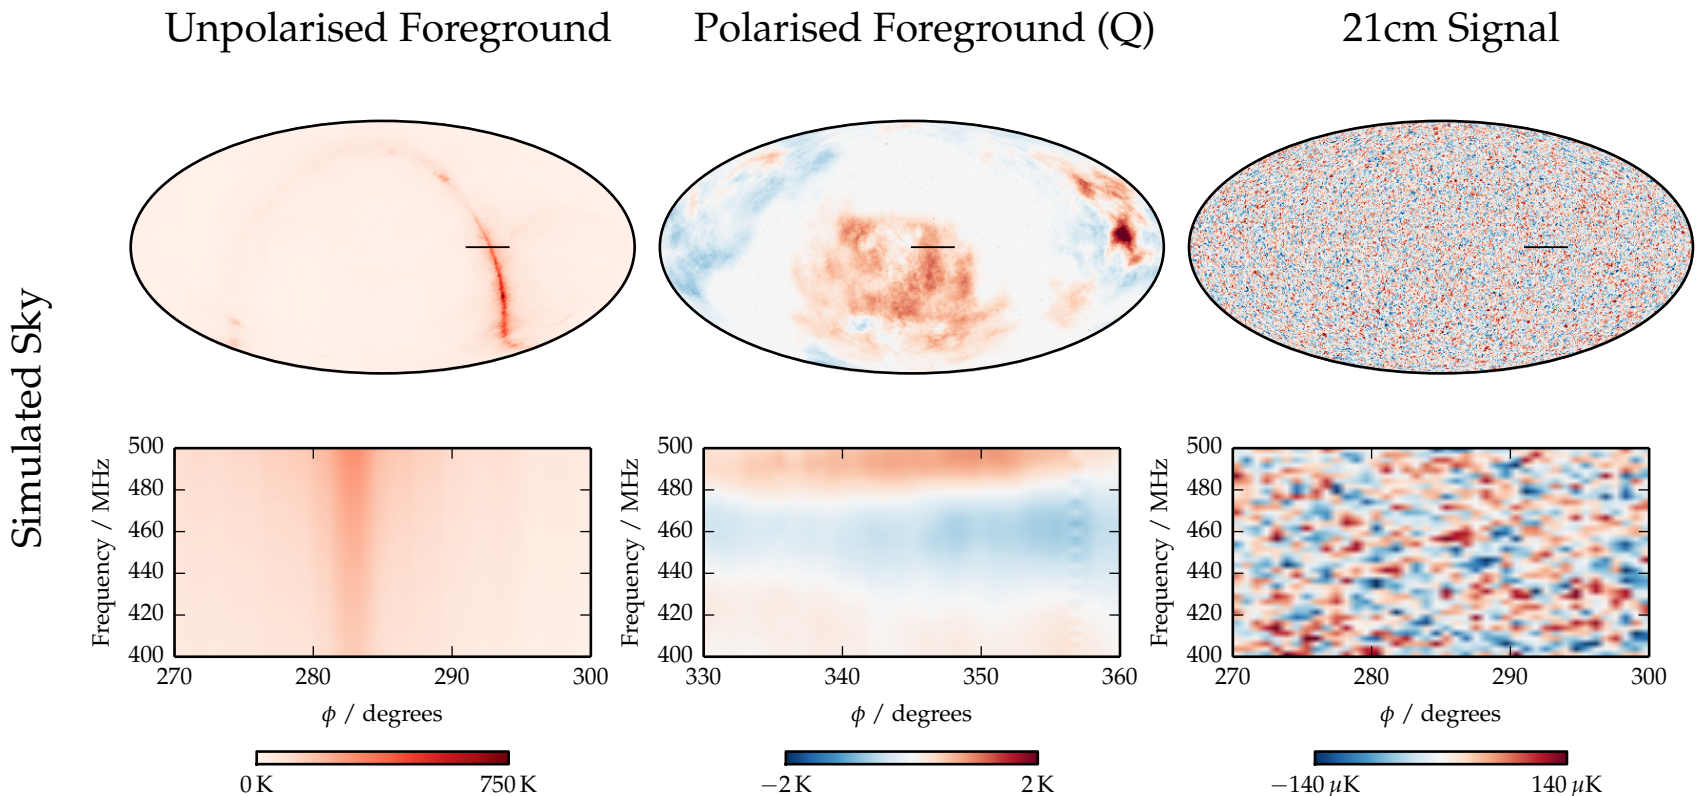 Unpolarised Foreground
Polarised Foreground (Q)
21cm Signal
Simulated Sky
500
480
460
440
420
400
Frequency / MHz
270 280 290 300
ϕ / degrees
0 K 750 K
500
480
460
440
420
400
Frequency / MHz
330 340 350 360
ϕ / degrees
−2 K 2 K
500
480
460
440
420
400
Frequency / MHz
270 280 290 300
ϕ / degrees
−140 μK 140 μK